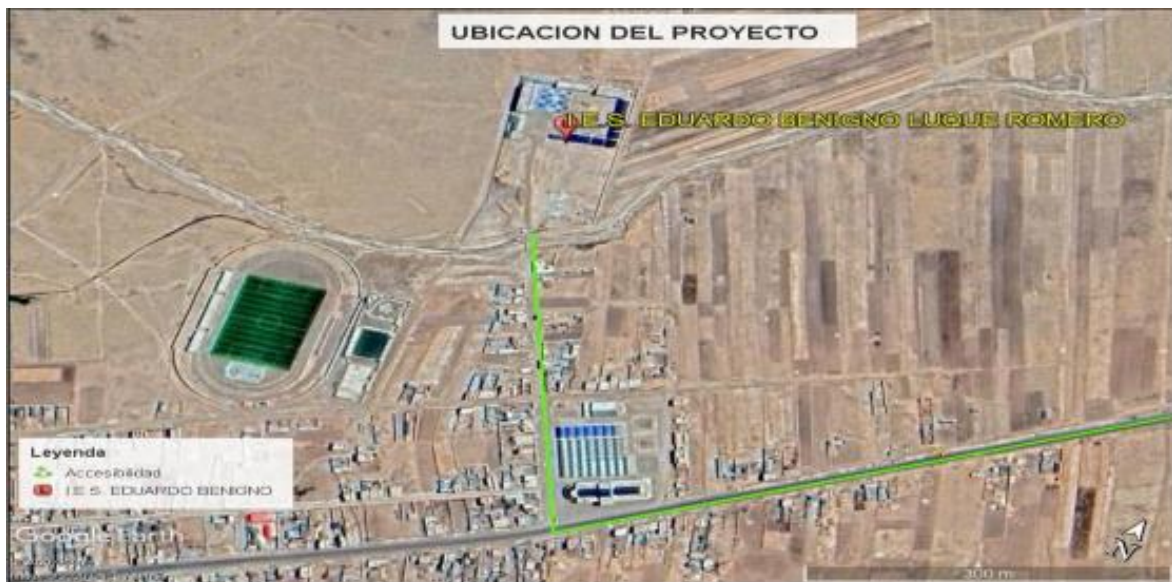 UBICACION DEL PROYECTO
I.E.S. EDUARDO BENIGNO LUQUE ROMERO
Leyenda
Accesibilidad
I.E.S. EDUARDO BENIGNO
Google Earth
N
300 m